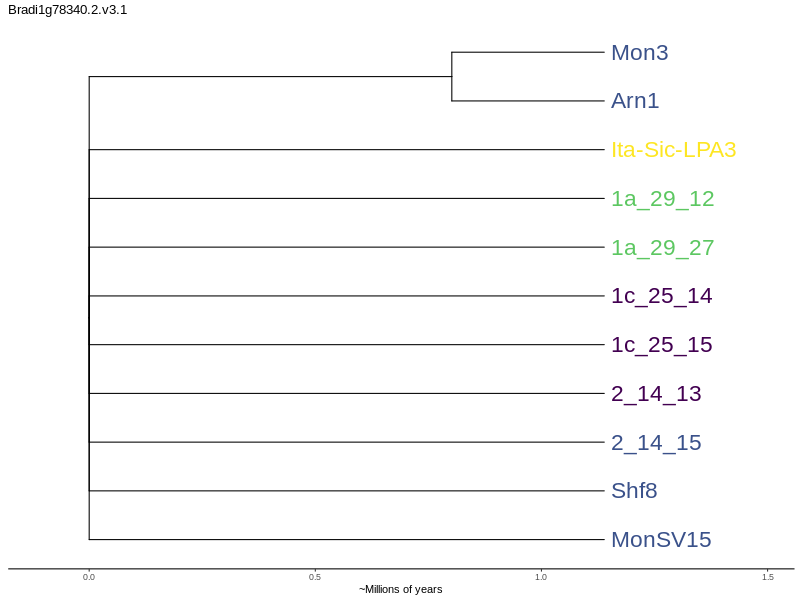 Bradi1g78340.2.v3.1
Mon3
Arn1
Ita-Sic-LPA3
1a_29_12
1a_29_27
1c_25_14
1c_25_15
2_14_13
2_14_15
Shf8
MonSV15
0.0 0.5 1.0 1.5
~Millions of years